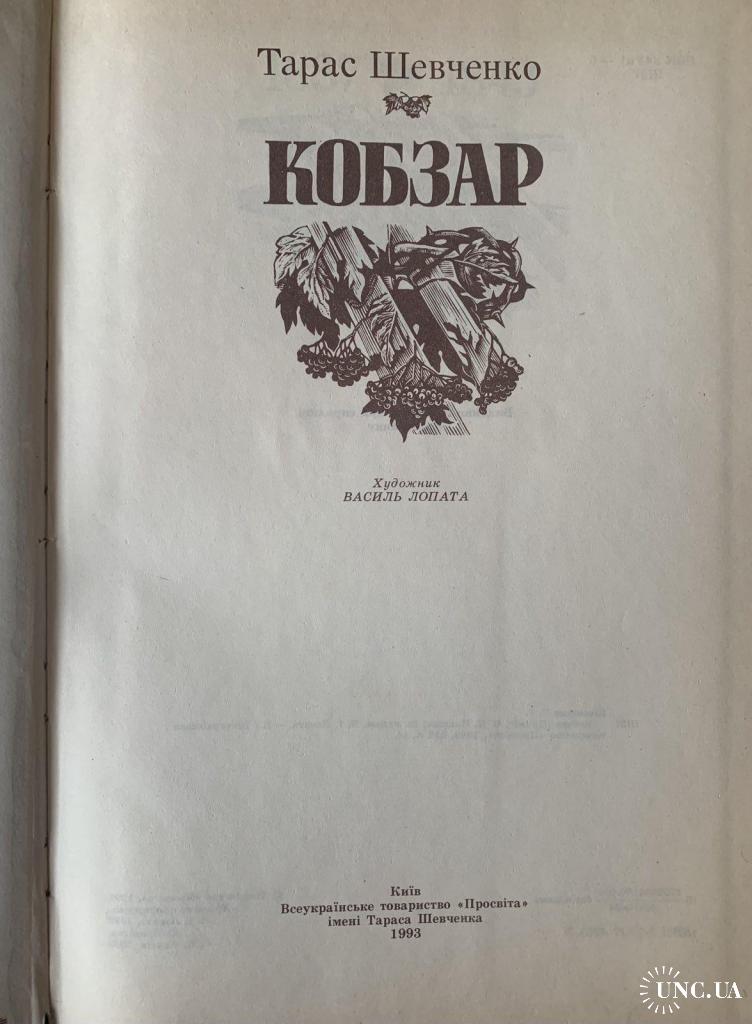 Тарас Шевченко
КОБЗАР
Художник
ВАСИЛЬ ЛОПАТА
Київ
Всеукраїнське товариство «Просвіта»
імені Тараса Шевченка
1993
UNC.UA